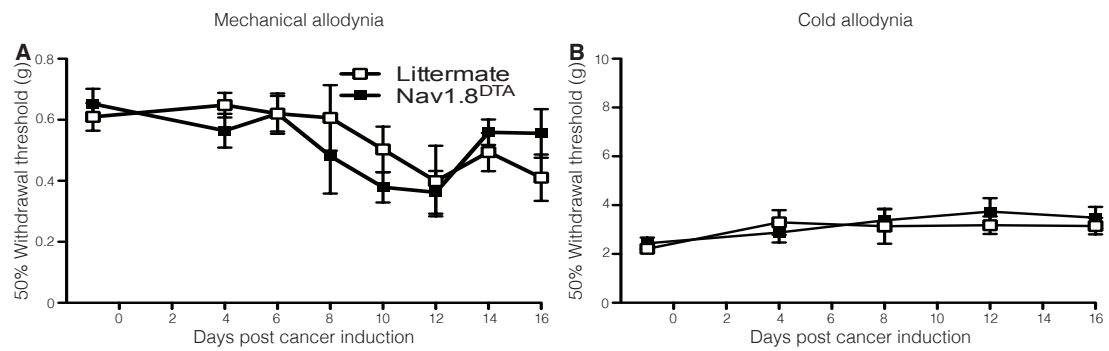 Mechanical allodynia
Cold allodynia
A
0.8
0.6
0.4
0.2
0
50% Withdrawal threshold (g)
Littermate
Nav1.8DTA
0 2 4 6 8 10 12 14 16
Days post cancer induction
B
10
8
6
4
2
0
50% Withdrawal threshold (g)
0 2 4 6 8 10 12 14 16
Days post cancer induction